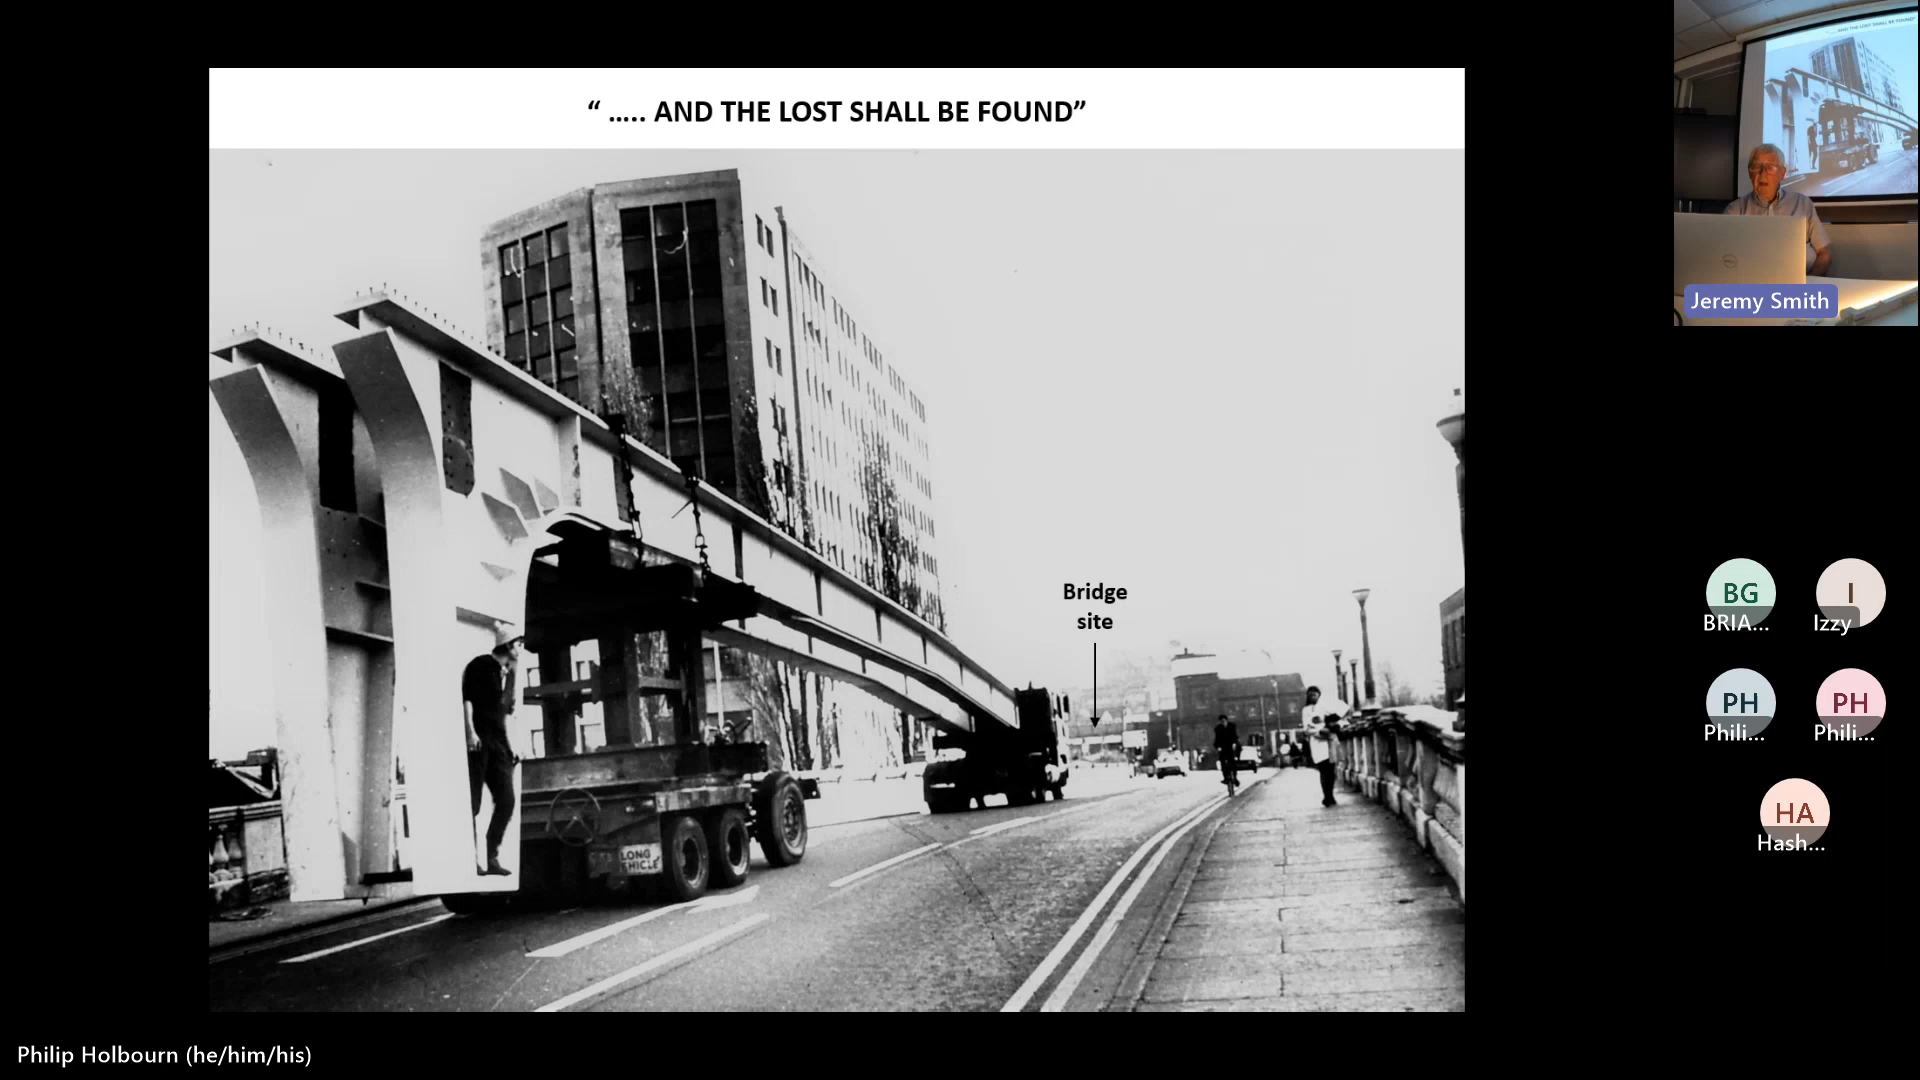 “ ..... AND THE LOST SHALL BE FOUND”
Bridge
site
LONG
VEHICLE
Jeremy Smith
BG
BRIA...
I
Izzy
PH
Phili...
PH
Phili...
HA
Hash...
Philip Holbourn (he/him/his)